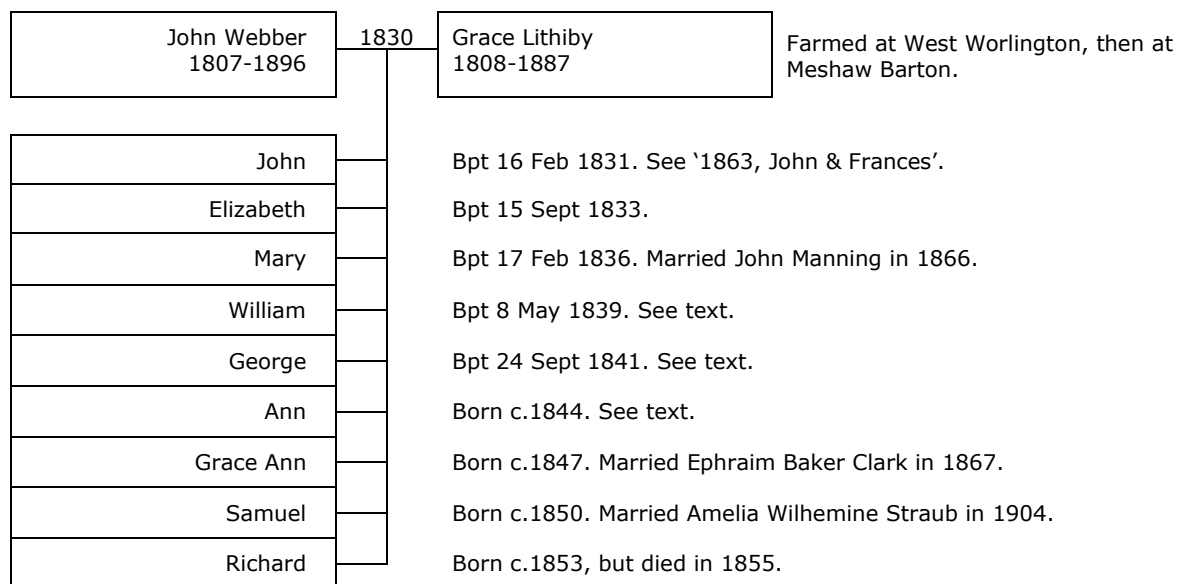 John Webber 1830 Grace Lithiby
1807-1896 1808-1887
Farmed at West Worlington, then at
Meshaw Barton.
John Bpt 16 Feb 1831. See ‘1863, John & Frances’.
Elizabeth Bpt 15 Sept 1833.
Mary Bpt 17 Feb 1836. Married John Manning in 1866.
William Bpt 8 May 1839. See text.
George Bpt 24 Sept 1841. See text.
Ann Born c.1844. See text.
Grace Ann Born c.1847. Married Ephraim Baker Clark in 1867.
Samuel Born c.1850. Married Amelia Wilhemine Straub in 1904.
Richard Born c.1853, but died in 1855.